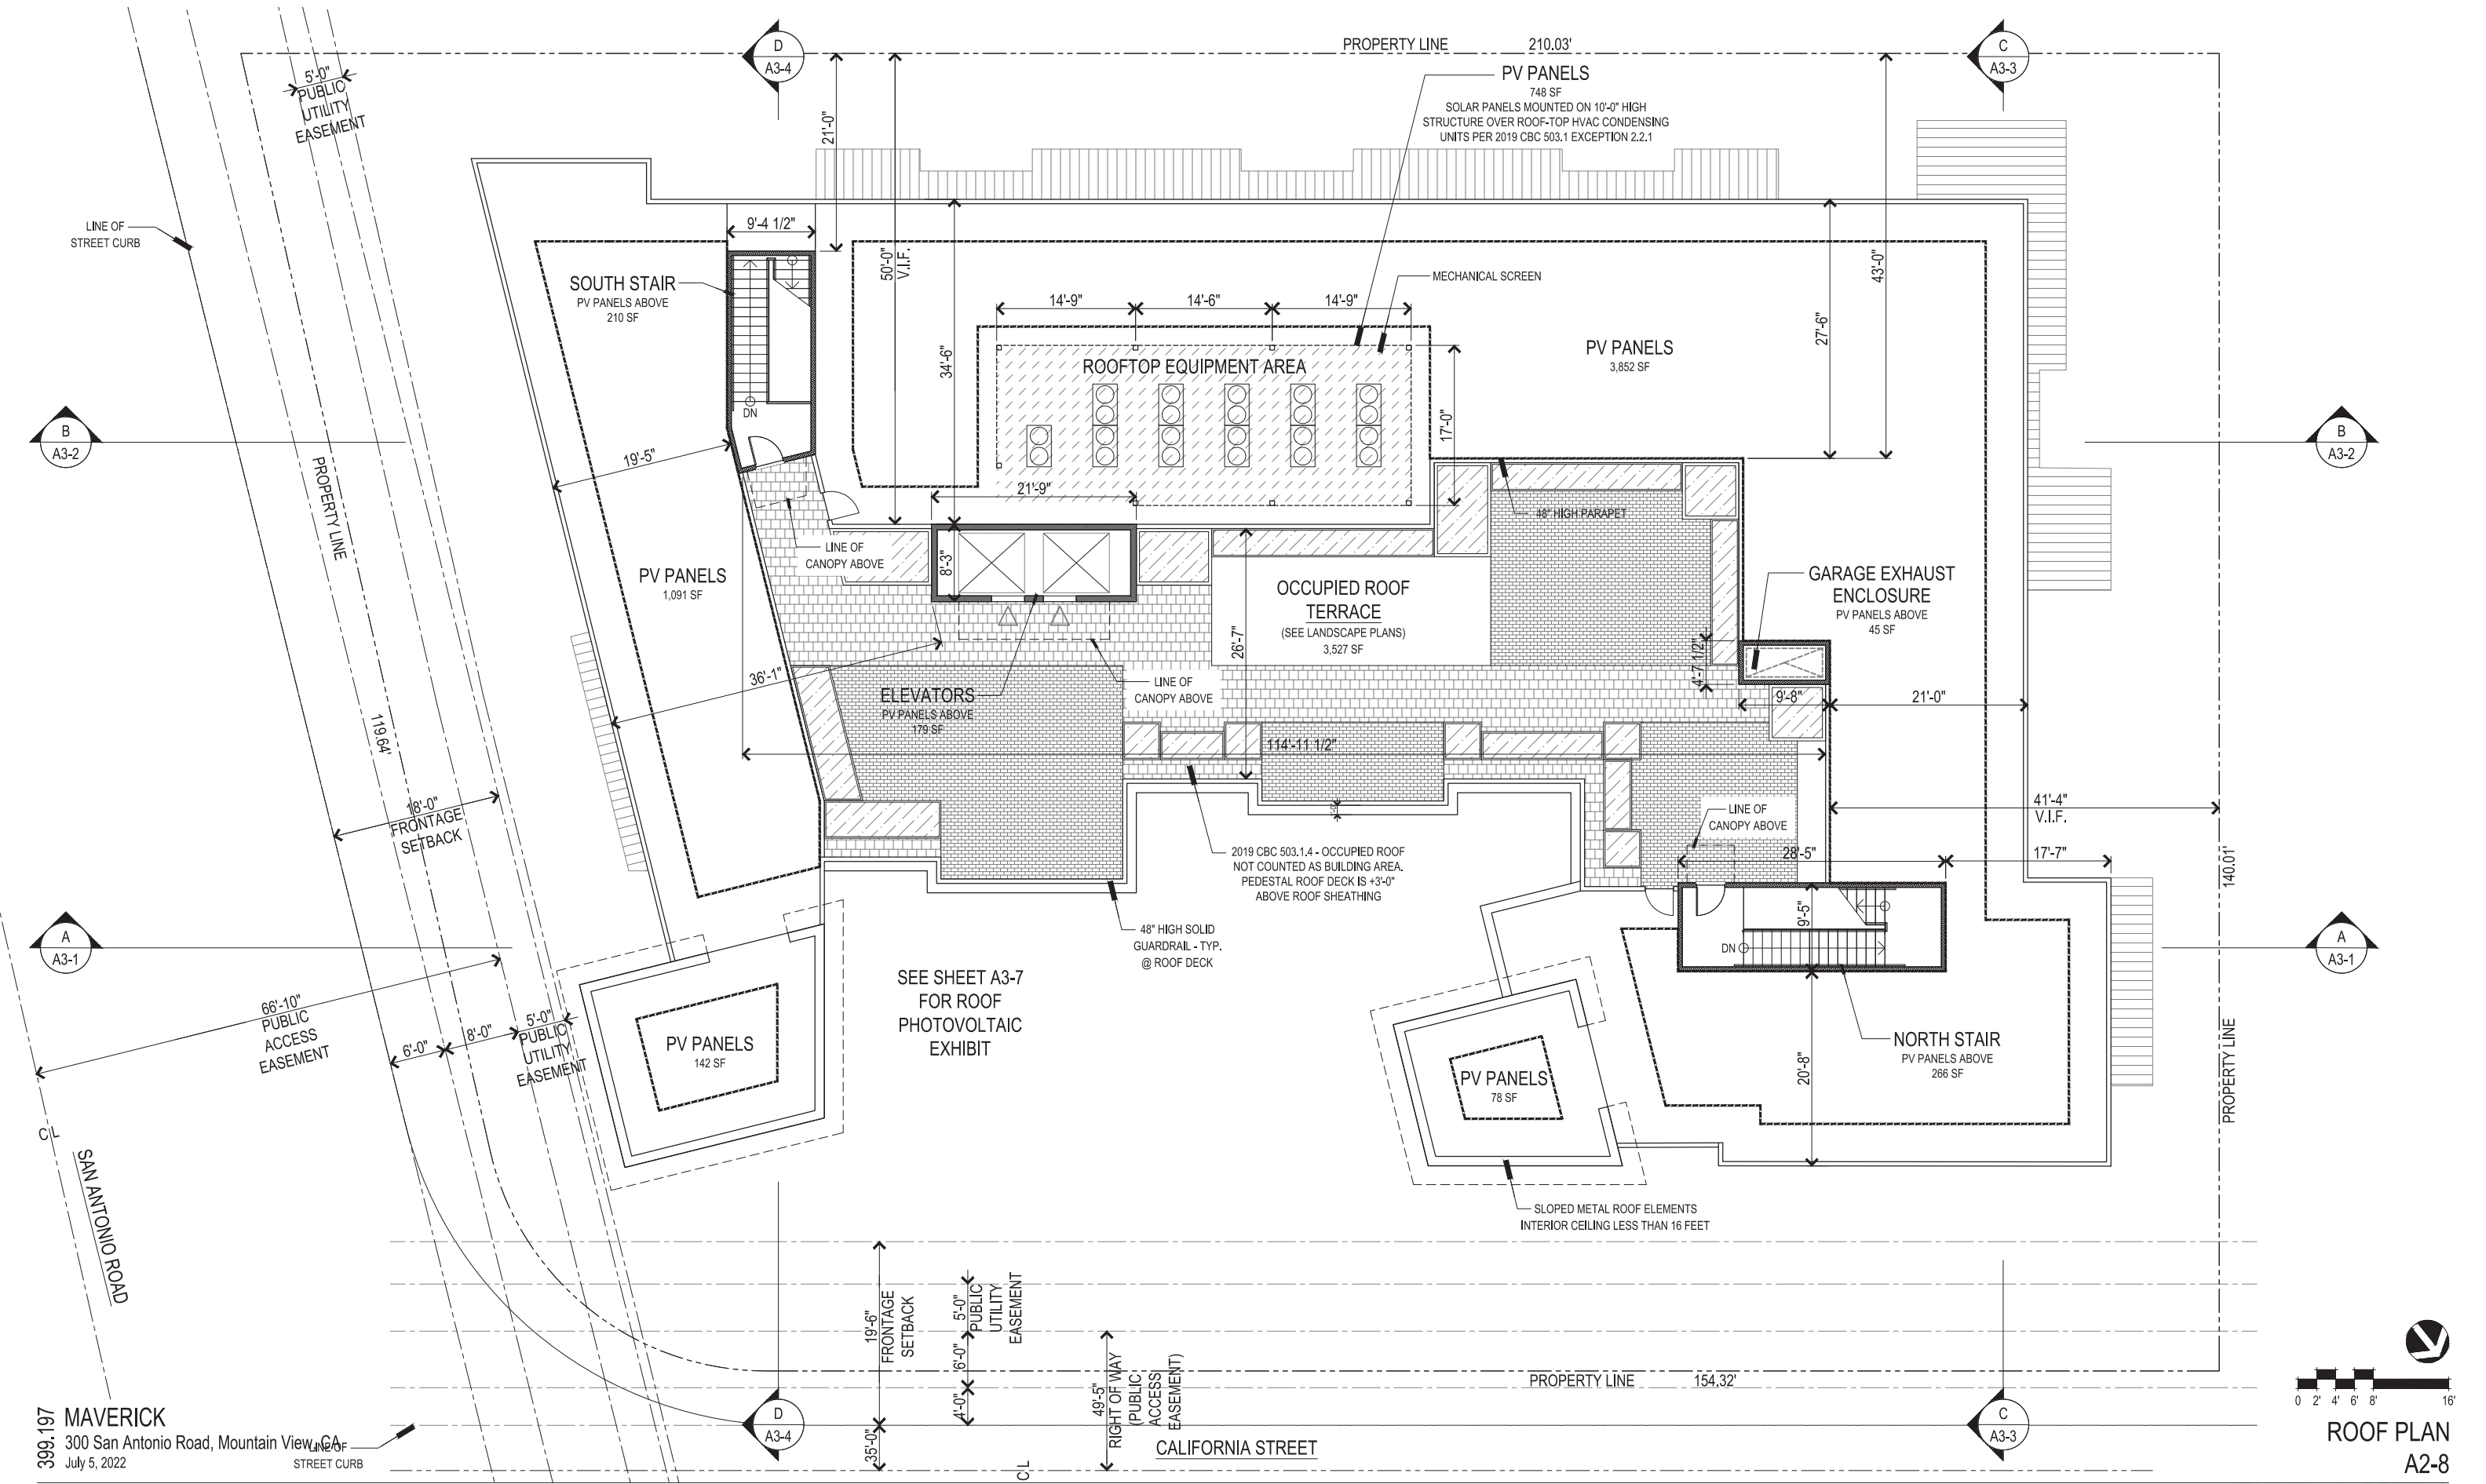 D
A3-4
PROPERTY LINE 210.03'
C
A3-3
5'-0"
PUBLIC
UTILITY
EASEMENT
21'-0"
PV PANELS
748 SF
SOLAR PANELS MOUNTED ON 10'-0" HIGH
STRUCTURE OVER ROOF-TOP HVAC CONDENSING
UNITS PER 2019 CBC 503.1 EXCEPTION 2.2.1
LINE OF
STREET CURB
9'-4 1/2"
50'-0"
V.I.F.
43'-0"
SOUTH STAIR
PV PANELS ABOVE
210 SF
MECHANICAL SCREEN
14'-9"
14'-6"
14'-9"
34'-6"
27'-6"
ROOFTOP EQUIPMENT AREA
PV PANELS
3,852 SF
DN
17'-0"
B
A3-2
B
A3-2
19'-5"
PROPERTY LINE
21'-9"
48" HIGH PARAPET
LINE OF
CANOPY ABOVE
8'-3"
PV PANELS
1,091 SF
OCCUPIED ROOF
TERRACE
(SEE LANDSCAPE PLANS)
3,527 SF
GARAGE EXHAUST
ENCLOSURE
PV PANELS ABOVE
45 SF
26'-7"
4'-7 1/2"
36'-1"
LINE OF
CANOPY ABOVE
ELEVATORS
PV PANELS ABOVE
179 SF
9'-8"
21'-0"
119.64'
114'-11 1/2"
18'-0"
FRONTAGE
SETBACK
LINE OF
CANOPY ABOVE
41'-4"
V.I.F.
2019 CBC 503.1.4 - OCCUPIED ROOF
NOT COUNTED AS BUILDING AREA.
PEDESTAL ROOF DECK IS +3'-0"
ABOVE ROOF SHEATHING
28'-5"
17'-7"
140.01'
48" HIGH SOLID
GUARDRAIL - TYP.
@ ROOF DECK
9'-5"
DN
A
A3-1
A
A3-1
SEE SHEET A3-7
FOR ROOF
PHOTOVOLTAIC
EXHIBIT
66'-10"
PUBLIC
ACCESS
EASEMENT
6'-0"
8'-0"
5'-0"
PUBLIC
UTILITY
EASEMENT
PV PANELS
142 SF
PV PANELS
78 SF
NORTH STAIR
PV PANELS ABOVE
266 SF
20'-8"
PROPERTY LINE
C L
SAN ANTONIO ROAD
SLOPED METAL ROOF ELEMENTS
INTERIOR CEILING LESS THAN 16 FEET
19'-6"
FRONTAGE
SETBACK
5'-0"
PUBLIC
UTILITY
EASEMENT
6'-0"
4'-0"
49'-5"
RIGHT OF WAY
(PUBLIC
ACCESS
EASEMENT)
35'-0"
PROPERTY LINE 154.32'
D
A3-4
C
A3-3
C L
CALIFORNIA STREET
399.197
MAVERICK
300 San Antonio Road, Mountain View, CA
July 5, 2022
LINE OF
STREET CURB
0 2' 4' 6' 8' 16'
ROOF PLAN
A2-8